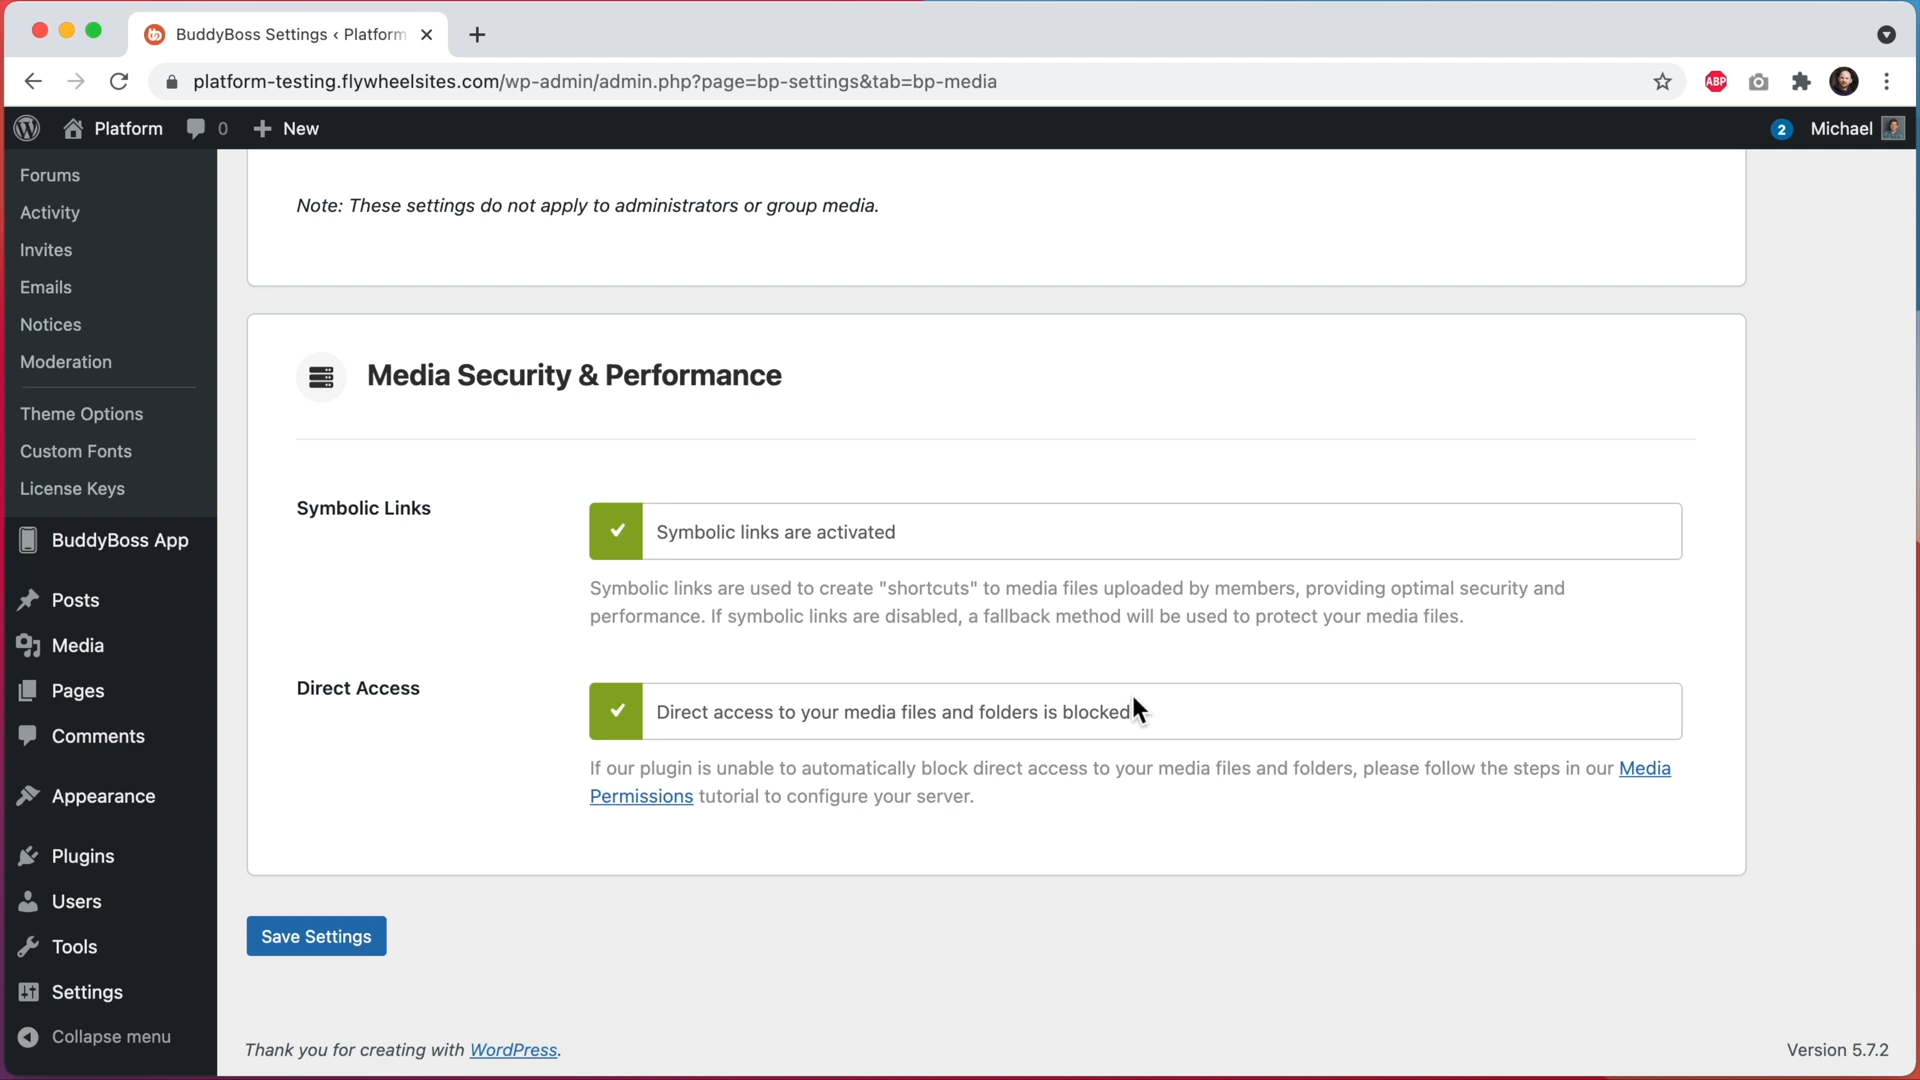 BuddyBoss Settings ‹ Platform
platform-testing.flywheelsites.com/wp-admin/admin.php?page=bp-settings&tab=bp-media
ABP
Platform
0
New
2
Michael
Forums
Activity
Invites
Emails
Notices
Moderation
Theme Options
Custom Fonts
License Keys
BuddyBoss App
Posts
Media
Pages
Comments
Appearance
Plugins
Users
Tools
Settings
Collapse menu
Note: These settings do not apply to administrators or group media.
Media Security & Performance
Symbolic Links
Symbolic links are activated
Symbolic links are used to create "shortcuts" to media files uploaded by members, providing optimal security and
performance. If symbolic links are disabled, a fallback method will be used to protect your media files.
Direct Access
Direct access to your media files and folders is blocked
If our plugin is unable to automatically block direct access to your media files and folders, please follow the steps in our Media
Permissions tutorial to configure your server.
Save Settings
Thank you for creating with WordPress.
Version 5.7.2